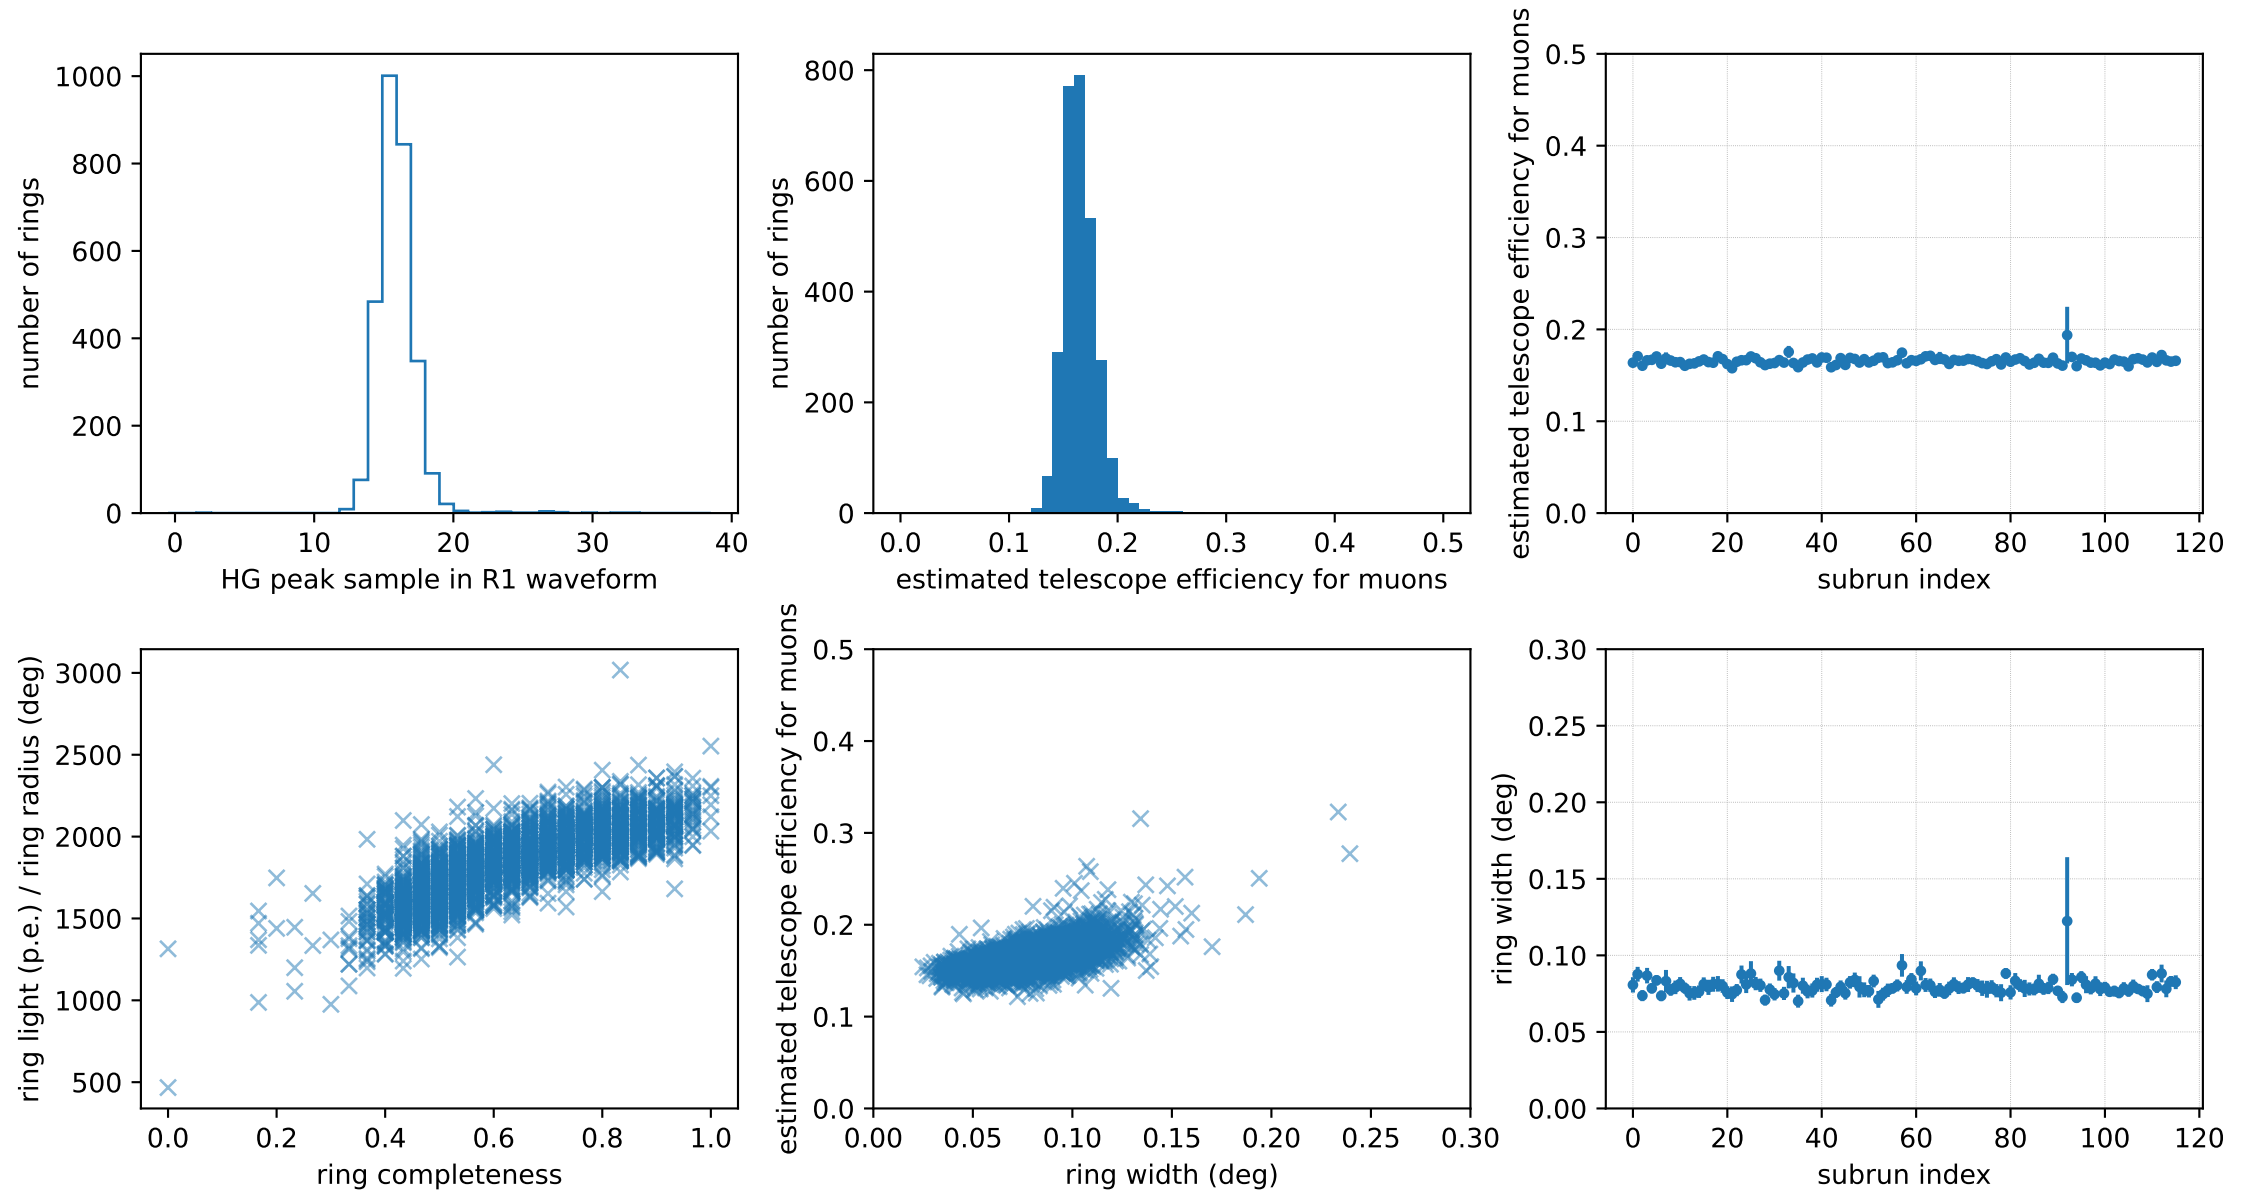 number of rings
1000
800
600
400
200
0
0 10 20 30 40
HG peak sample in R1 waveform
number of rings
800
600
400
200
0
0.0 0.1 0.2 0.3 0.4 0.5
estimated telescope efficiency for muons
estimated telescope efficiency for muons
0.5
0.4
0.3
0.2
0.1
0.0
0 20 40 60 80 100 120
subrun index
ring light (p.e.) / ring radius (deg)
3000
2500
2000
1500
1000
500
0.0 0.2 0.4 0.6 0.8 1.0
ring completeness
estimated telescope efficiency for muons
0.5
0.4
0.3
0.2
0.1
0.0
0.00 0.05 0.10 0.15 0.20 0.25 0.30
ring width (deg)
ring width (deg)
0.30
0.25
0.20
0.15
0.10
0.05
0.00
0 20 40 60 80 100 120
subrun index